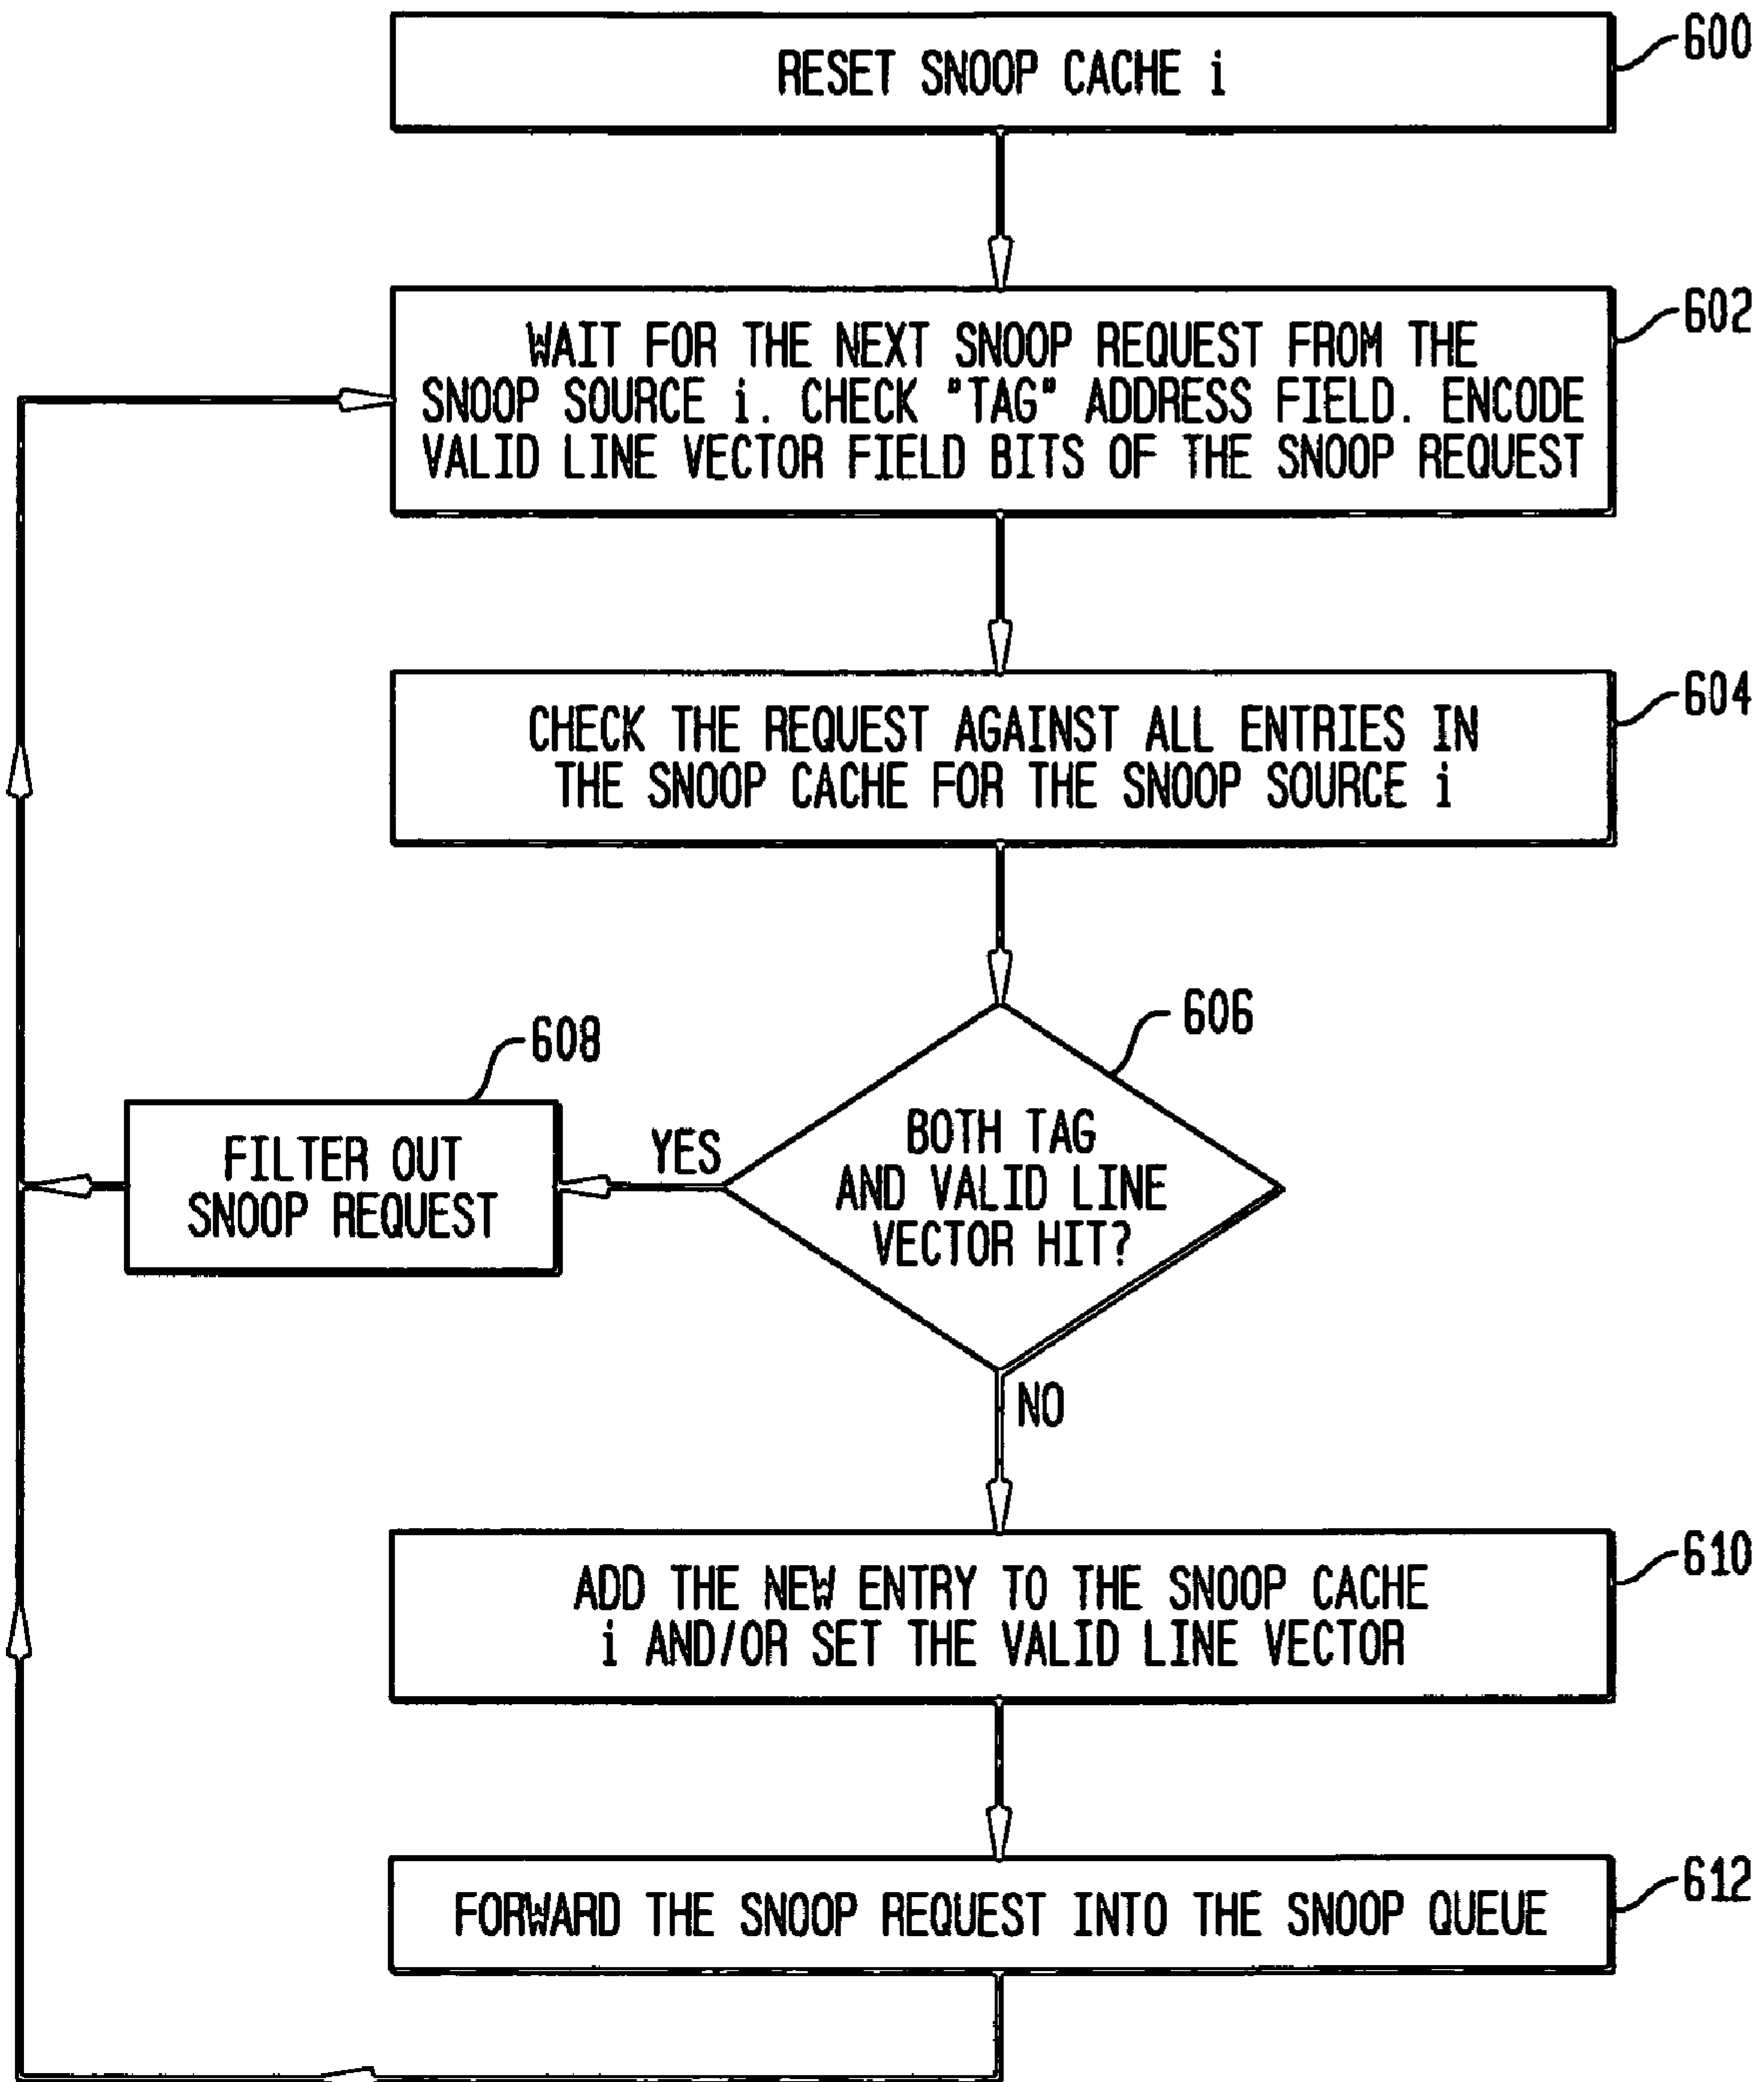 600
RESET SNOOP CACHE i
602
WAIT FOR THE NEXT SNOOP REQUEST FROM THE
SNOOP SOURCE i. CHECK "TAG" ADDRESS FIELD. ENCODE
VALID LINE VECTOR FIELD BITS OF THE SNOOP REQUEST
604
CHECK THE REQUEST AGAINST ALL ENTRIES IN
THE SNOOP CACHE FOR THE SNOOP SOURCE i
606
BOTH TAG
AND VALID LINE
VECTOR HIT?
YES
608
FILTER OUT
SNOOP REQUEST
NO
610
ADD THE NEW ENTRY TO THE SNOOP CACHE
i AND/OR SET THE VALID LINE VECTOR
612
FORWARD THE SNOOP REQUEST INTO THE SNOOP QUEUE